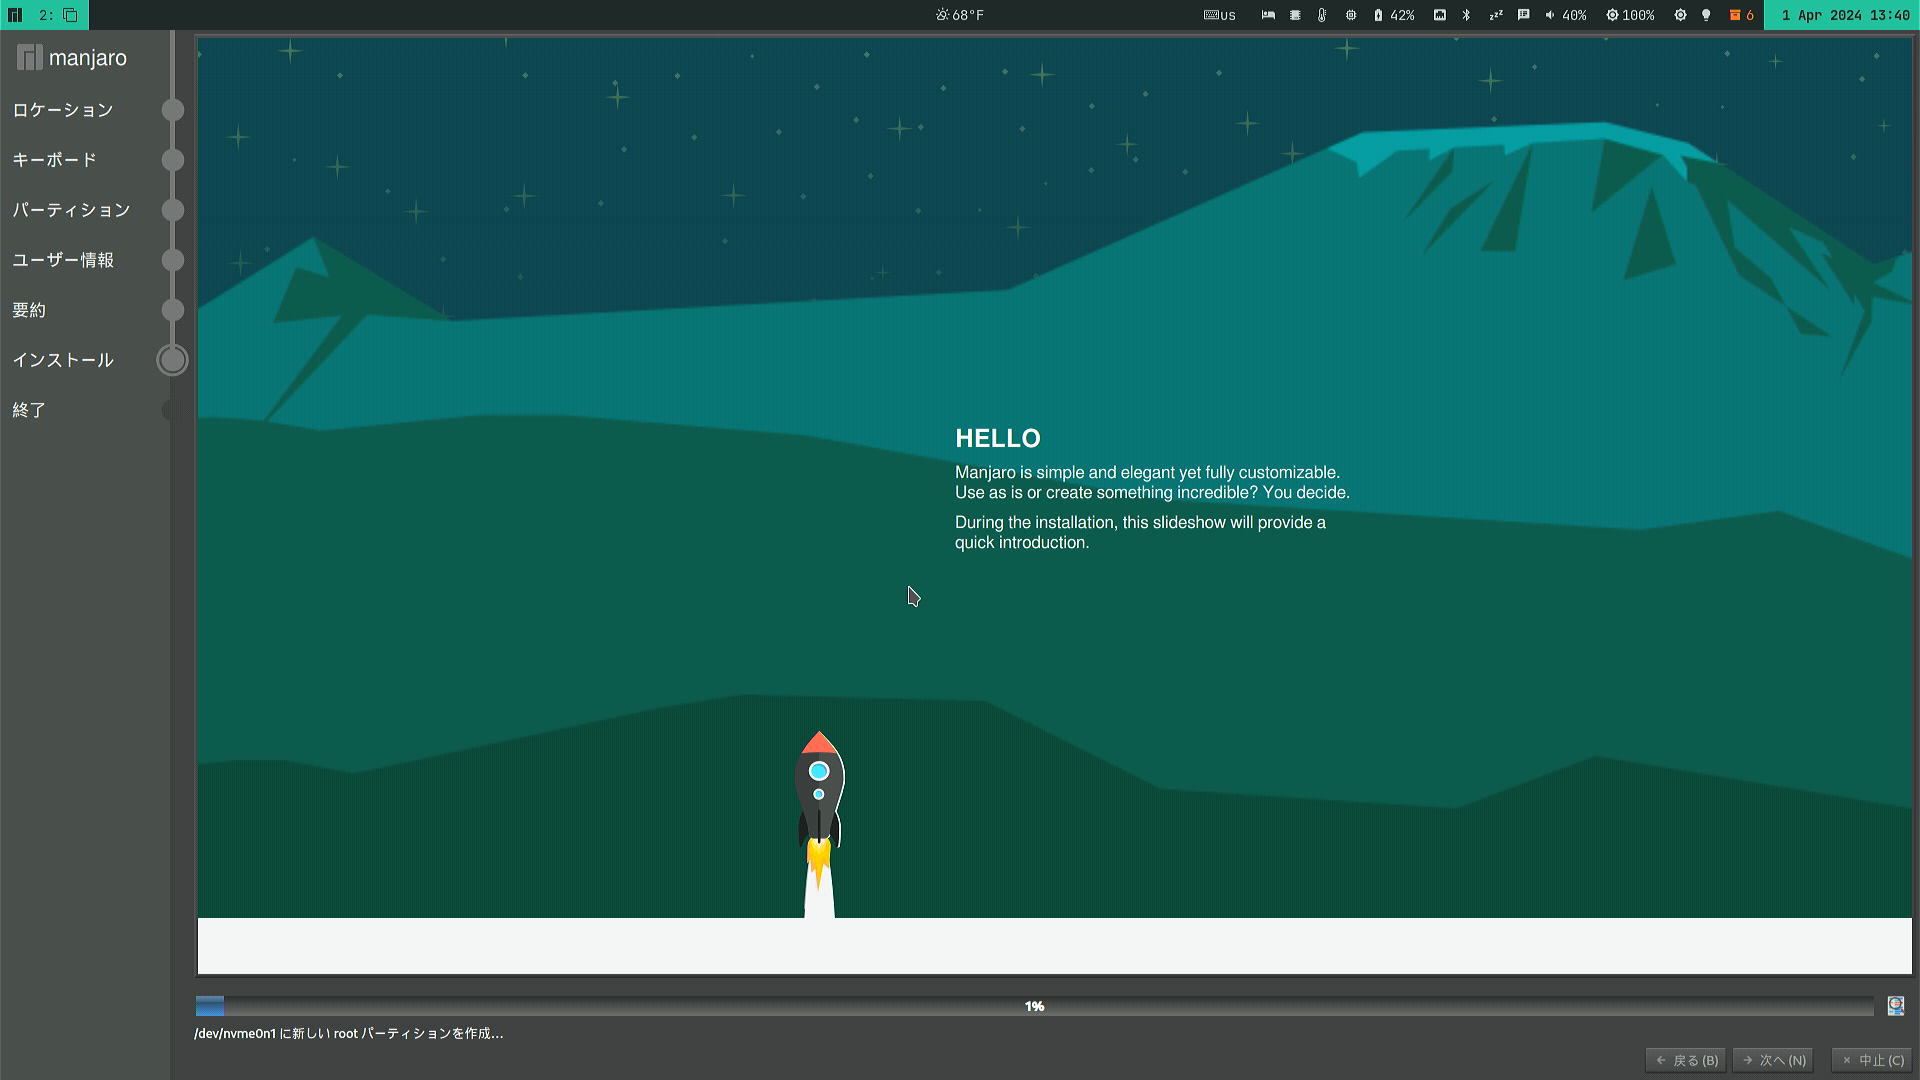 2:
68°F
us
42%
40%
100%
6
1 Apr 2024 13:40
manjaro
ロケーション
キーボード
パーティション
ユーザー情報
要約
インストール
終了
HELLO
Manjaro is simple and elegant yet fully customizable.
Use as is or create something incredible? You decide.
During the installation, this slideshow will provide a
quick introduction.
1%
/dev/nvme0n1 に新しい root パーティションを作成...
戻る(B)
次へ(N)
中止(C)